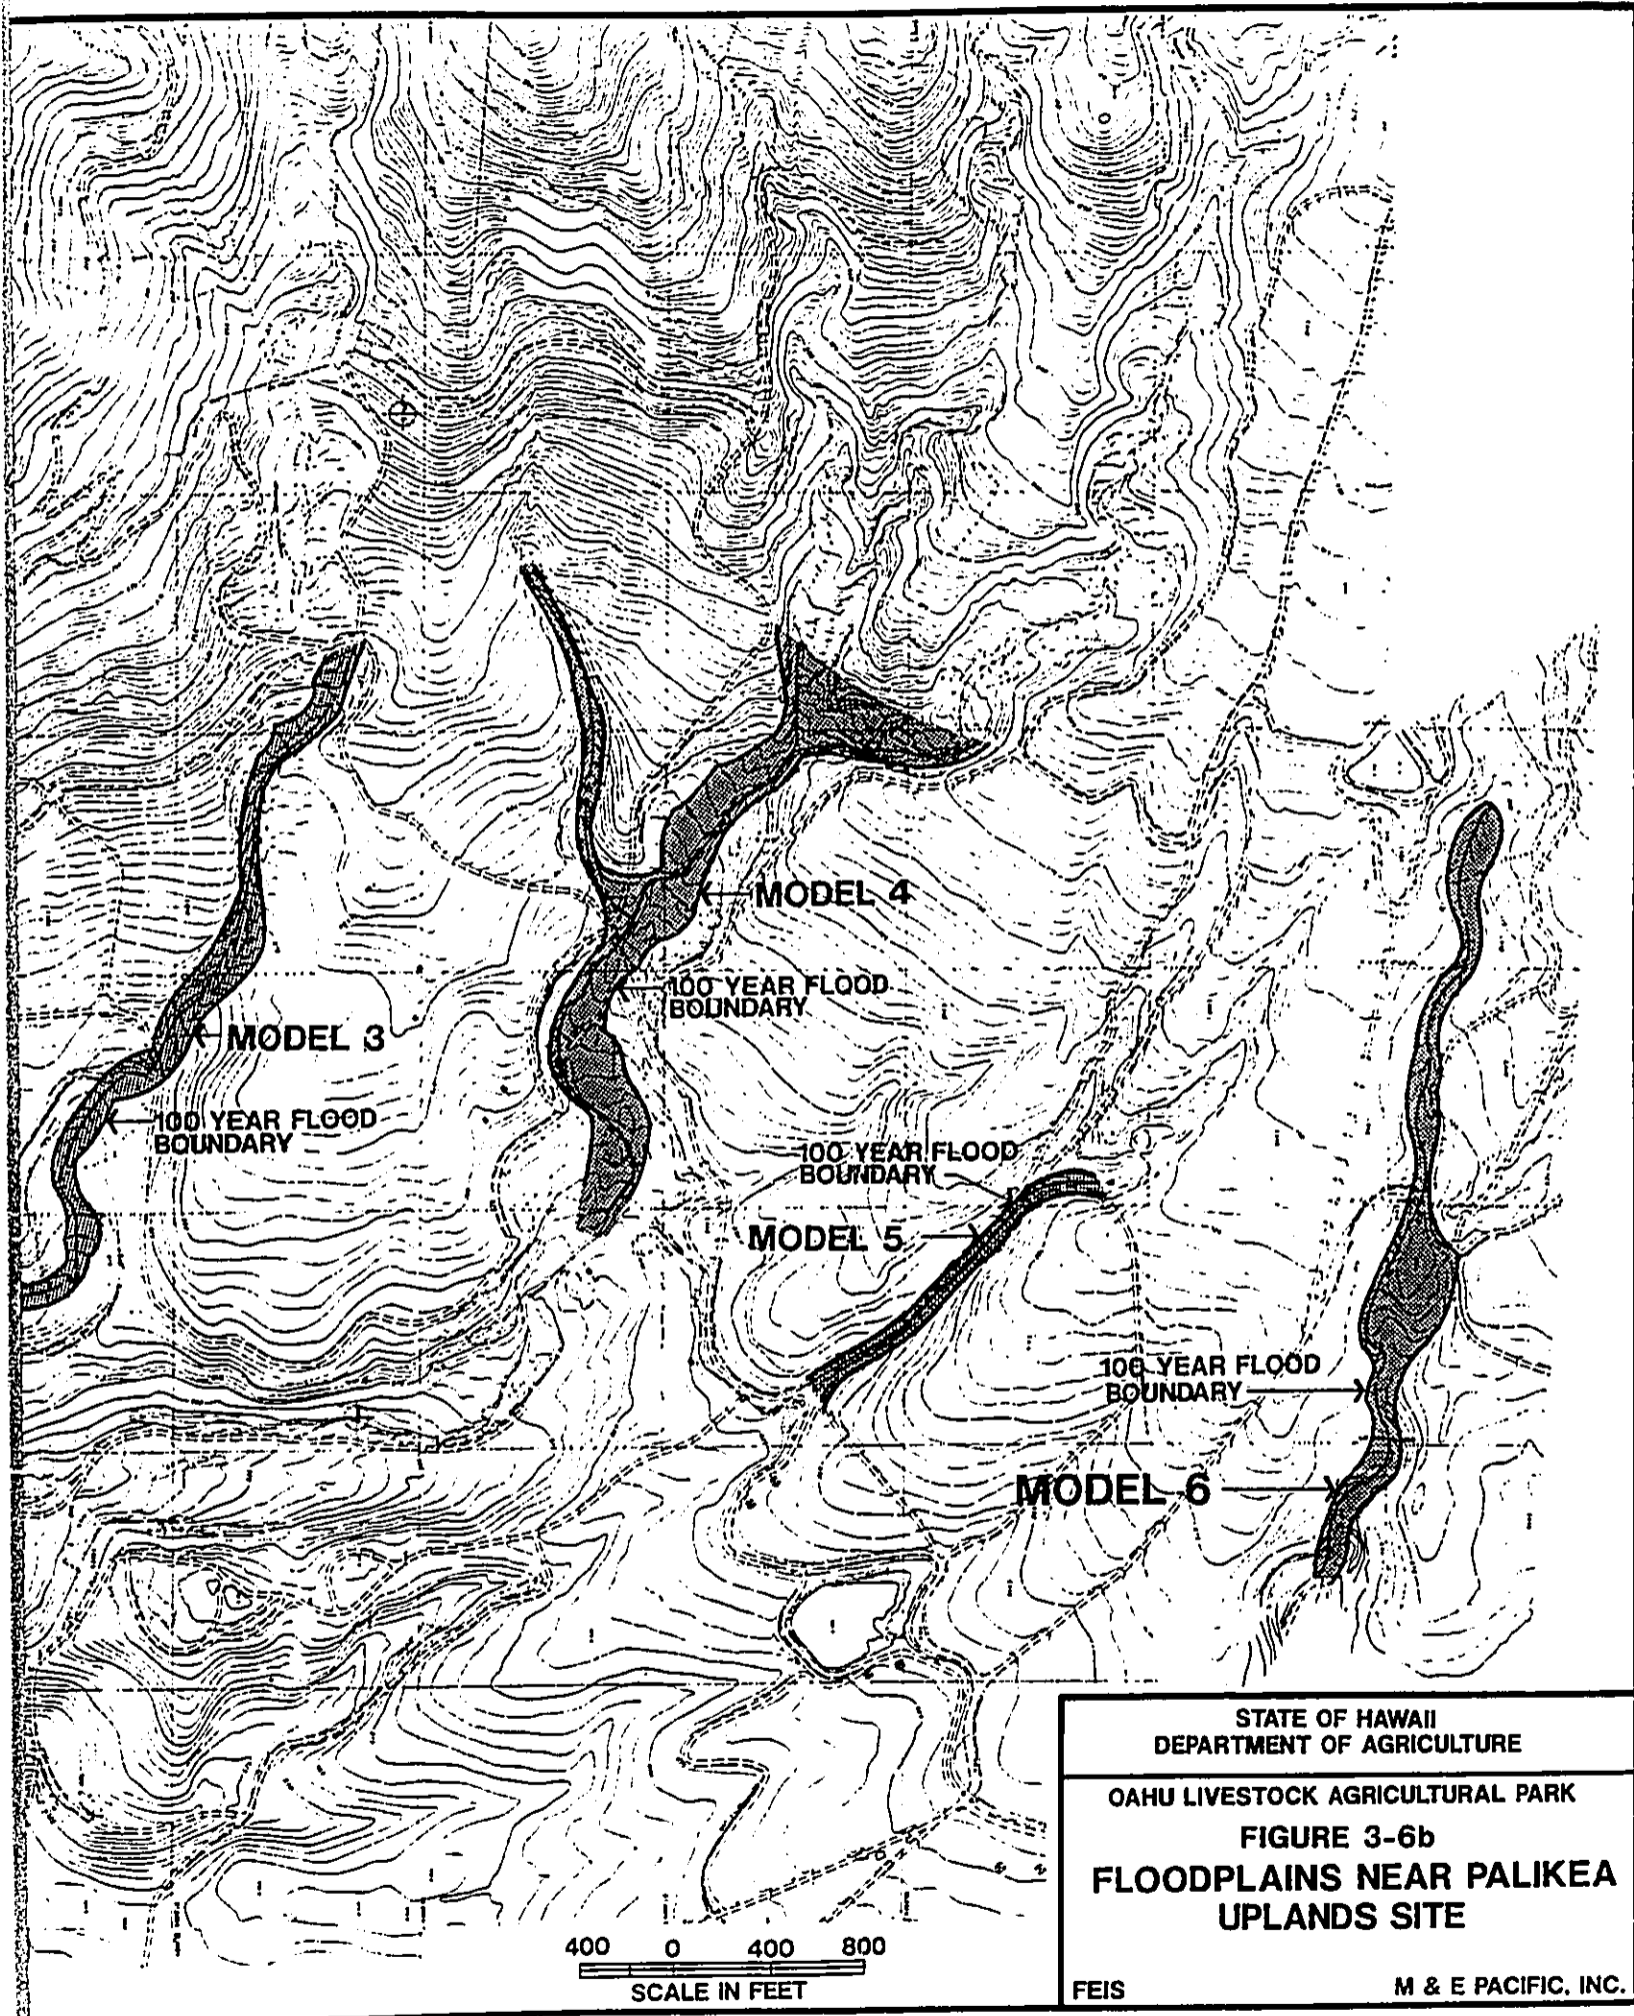 MODEL 4
100 YEAR FLOOD
BOUNDARY
MODEL 3
100 YEAR FLOOD
BOUNDARY
100 YEAR FLOOD
BOUNDARY
MODEL 5
100 YEAR FLOOD
BOUNDARY
MODEL 6
STATE OF HAWAII
DEPARTMENT OF AGRICULTURE
OAHU LIVESTOCK AGRICULTURAL PARK
FIGURE 3-6b
FLOODPLAINS NEAR PALIKEA
UPLANDS SITE
FEIS M & E PACIFIC, INC.
400 0 400 800
SCALE IN FEET